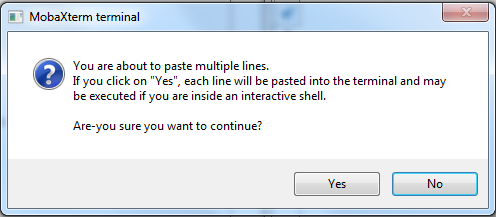 MobaXterm terminal
You are about to paste multiple lines.
If you click on "Yes", each line will be pasted into the terminal and may
be executed if you are inside an interactive shell.
Are-you sure you want to continue?
Yes
No